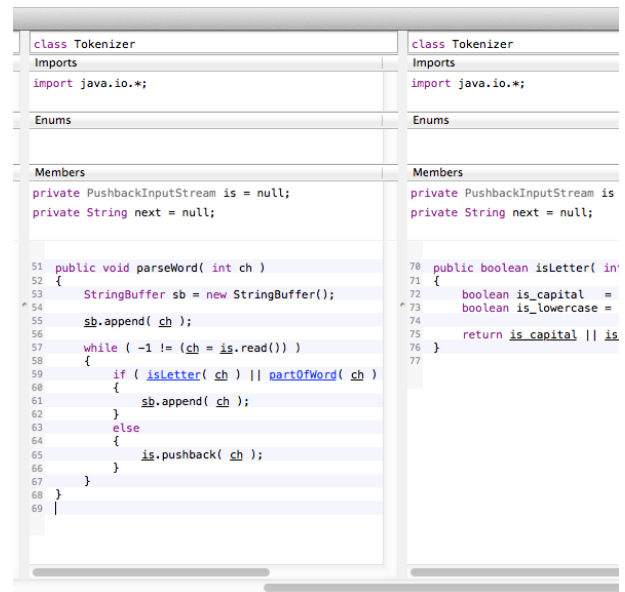 class Tokenizer
Imports
import java.io.*;
Enums
Members
private PushbackInputStream is = null;
private String next = null;
51 public void parseWord( int ch )
52 {
53 StringBuffer sb = new StringBuffer();
54
55 sb.append( ch );
56
57 while ( -1 != (ch = is.read()) )
58 {
59 if ( isLetter( ch ) || partOfWord( ch )
60 {
61 sb.append( ch );
62 }
63 else
64 {
65 is.pushback( ch );
66 }
67 }
68 }
69
class Tokenizer
Imports
import java.io.*;
Enums
Members
private PushbackInputStream is
private String next = null;
70 public boolean isLetter( int
71 {
72 boolean is_capital =
73 boolean is_lowercase =
74
75 return is_capital || is
76 }
77